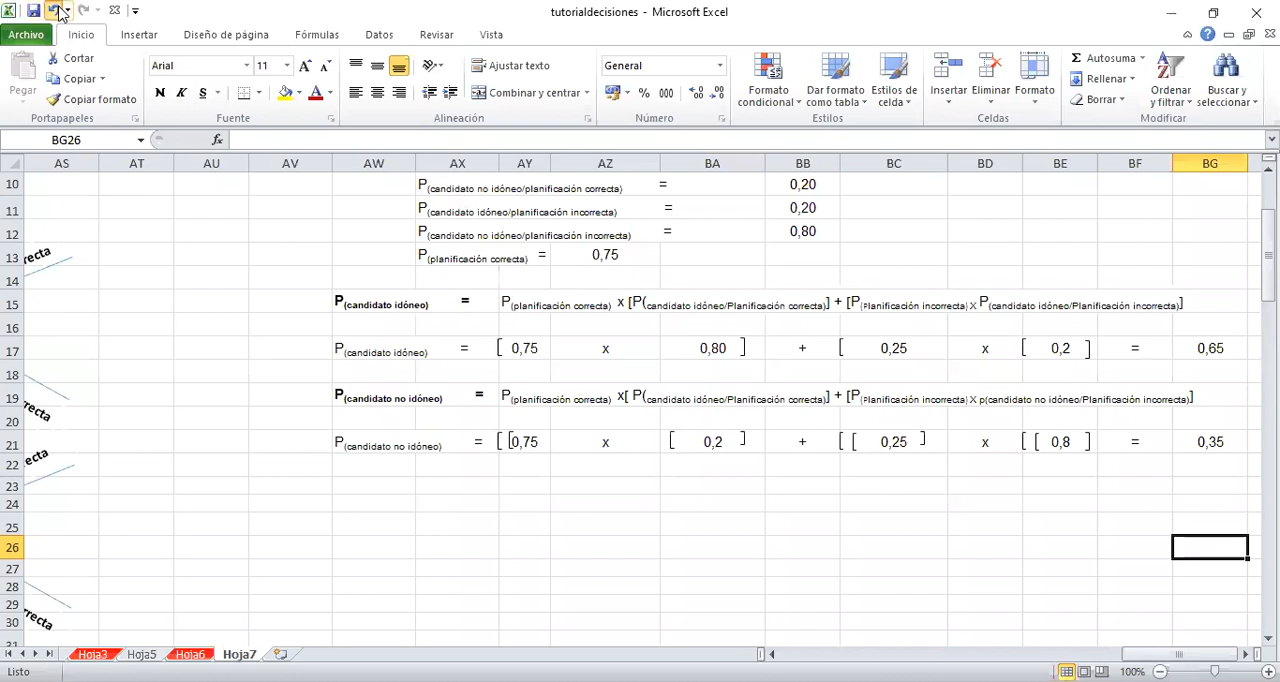 tutorialdecisiones - Microsoft Excel
Archivo Inicio Insertar Diseño de página Fórmulas Datos Revisar Vista
Pegar
Cortar
Copiar
Copiar formato
Portapapeles
Arial 11
N K S
Fuente
Ajustar texto
Combinar y centrar
Alineación
General
% 000
Número
Formato condicional
Dar formato como tabla
Estilos de celda
Estilos
Insertar Eliminar Formato
Celdas
Autosuma
Rellenar
Borrar
Ordenar y filtrar
Buscar y seleccionar
Modificar
BG26 fx
AS AT AU AV AW AX AY AZ BA BB BC BD BE BF BG
10 P(candidato no idóneo/planificación correcta) = 0,20
11 P(candidato idóneo/planificación incorrecta) = 0,20
12 P(candidato no idóneo/planificación incorrecta) = 0,80
13 recta P(planificación correcta) = 0,75
14
15 P(candidato idóneo) = P(planificación correcta) x [P(candidato idóneo/Planificación correcta)] + [P(Planificación incorrecta) X P(candidato idóneo/Planificación incorrecta)]
16
17 P(candidato idóneo) = [ 0,75 x 0,80 ] + [ 0,25 x [ 0,2 ] = 0,65
18
19 rrecta P(candidato no idóneo) = P(planificación correcta) x[ P(candidato idóneo/Planificación correcta)] + [P(Planificación incorrecta) X p(candidato no idóneo/Planificación incorrecta)]
20
21 ecta P(candidato no idóneo) = [ [0,75 x [ 0,2 ] + [ [ 0,25 ] x [ [ 0,8 ] = 0,35
22
23
24
25
26
27
28
29
30 rrecta
31
Hoja3 Hoja5 Hoja6 Hoja7
Listo 100%